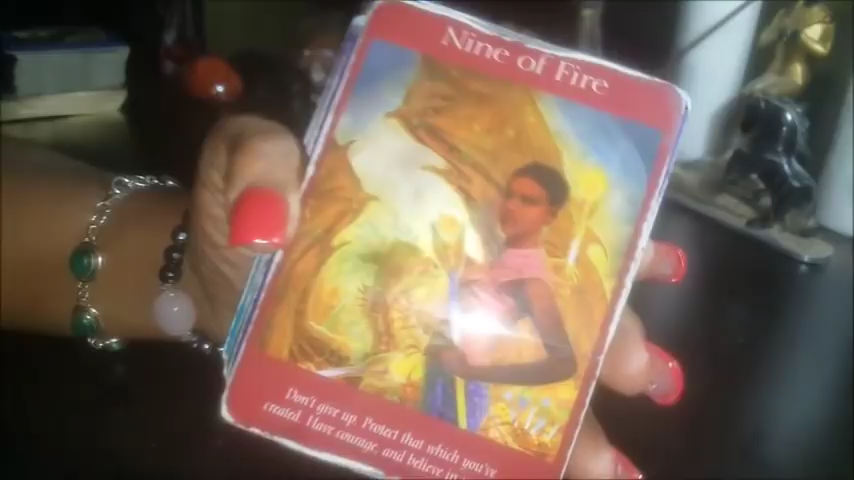 Nine of Fire
Don't give up. Protect that which you've
created. Have courage, and believe in